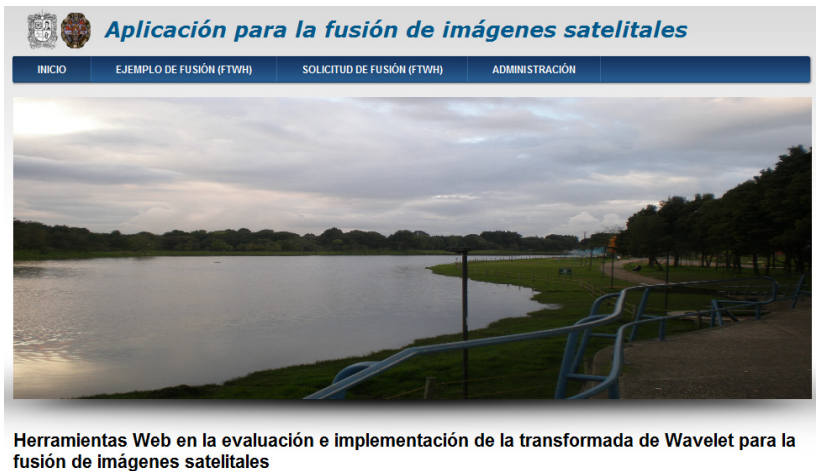 Aplicación para la fusión de imágenes satelitales
INICIO
EJEMPLO DE FUSIÓN (FTWH)
SOLICITUD DE FUSIÓN (FTWH)
ADMINISTRACIÓN
Herramientas Web en la evaluación e implementación de la transformada de Wavelet para la
fusión de imágenes satelitales